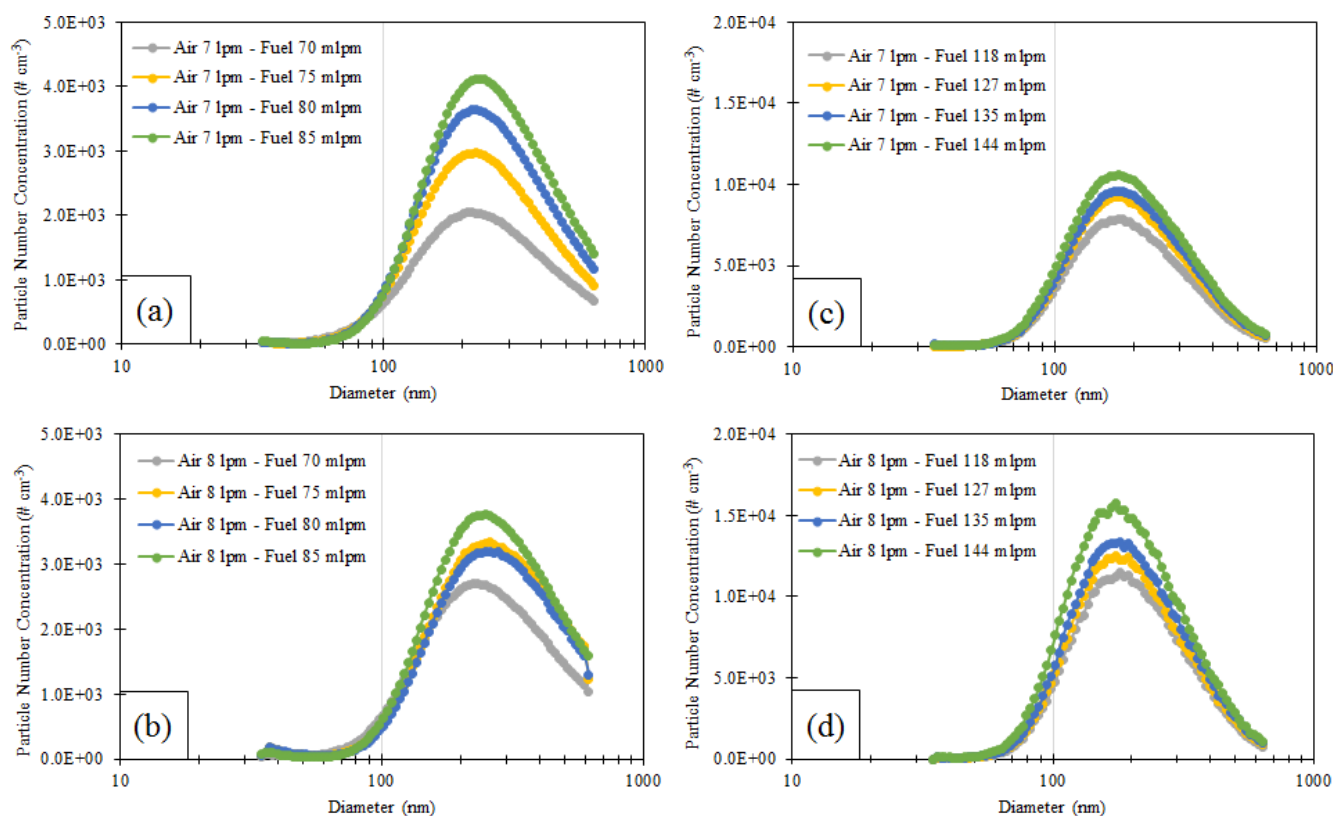 Particle Number Concentration (# cm-3)
5.0E+03
4.0E+03
3.0E+03
2.0E+03
1.0E+03
0.0E+00
Air 7 lpm - Fuel 70 mlpm
Air 7 lpm - Fuel 75 mlpm
Air 7 lpm - Fuel 80 mlpm
Air 7 lpm - Fuel 85 mlpm
(a)
10
100
1000
Diameter (nm)
Particle Number Concentration (# cm-3)
2.0E+04
1.5E+04
1.0E+04
5.0E+03
0.0E+00
Air 7 lpm - Fuel 118 mlpm
Air 7 lpm - Fuel 127 mlpm
Air 7 lpm - Fuel 135 mlpm
Air 7 lpm - Fuel 144 mlpm
(c)
10
100
1000
Diameter (nm)
Particle Number Concentration (# cm-3)
5.0E+03
4.0E+03
3.0E+03
2.0E+03
1.0E+03
0.0E+00
Air 8 lpm - Fuel 70 mlpm
Air 8 lpm - Fuel 75 mlpm
Air 8 lpm - Fuel 80 mlpm
Air 8 lpm - Fuel 85 mlpm
(b)
10
100
1000
Diameter (nm)
Particle Number Concentration (# cm-3)
2.0E+04
1.5E+04
1.0E+04
5.0E+03
0.0E+00
Air 8 lpm - Fuel 118 mlpm
Air 8 lpm - Fuel 127 mlpm
Air 8 lpm - Fuel 135 mlpm
Air 8 lpm - Fuel 144 mlpm
(d)
10
100
1000
Diameter (nm)